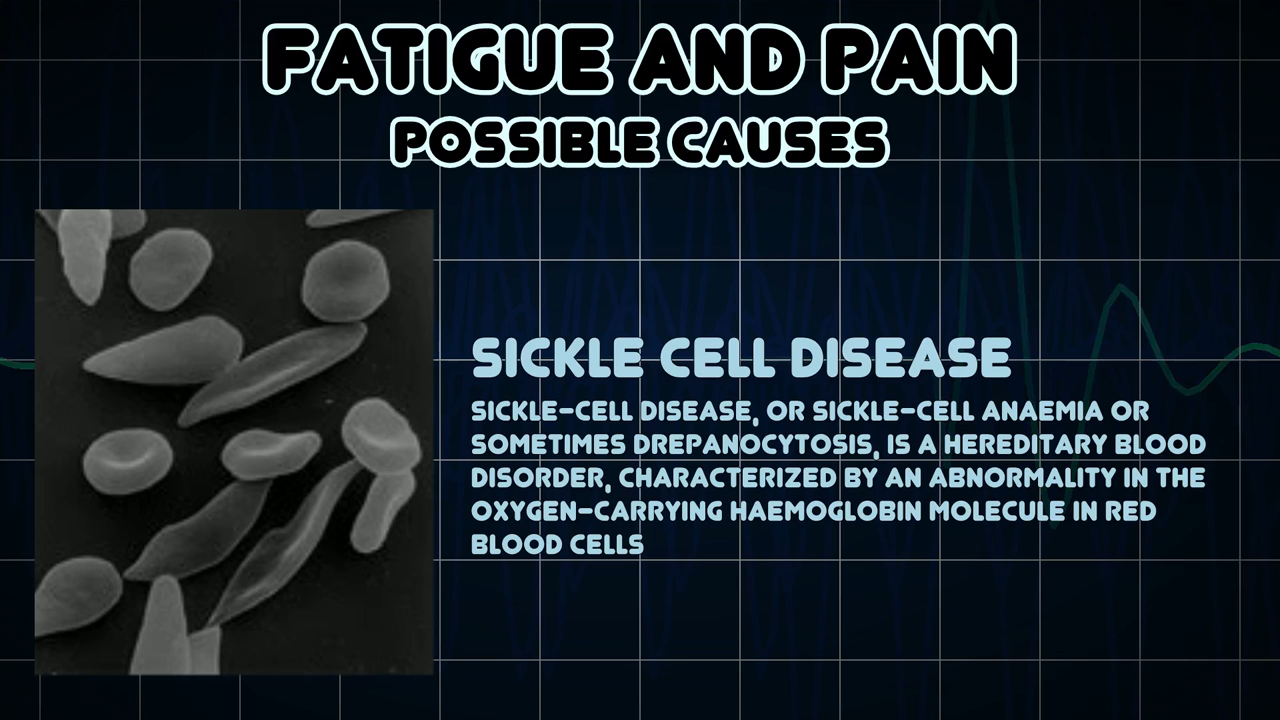 FATIGUE AND PAIN
POSSIBLE CAUSES
SICKLE CELL DISEASE
SICKLE-CELL DISEASE, OR SICKLE-CELL ANAEMIA OR
SOMETIMES DREPANOCYTOSIS, IS A HEREDITARY BLOOD
DISORDER, CHARACTERIZED BY AN ABNORMALITY IN THE
OXYGEN-CARRYING HAEMOGLOBIN MOLECULE IN RED
BLOOD CELLS